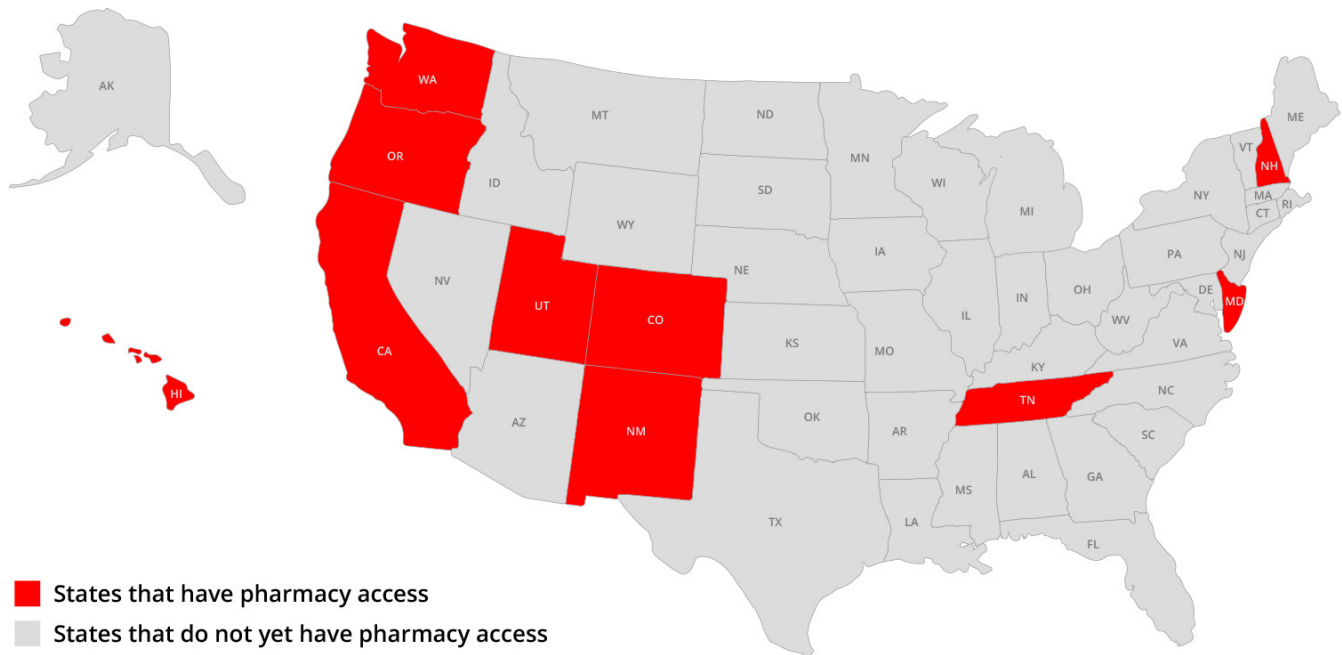 AK
WA
MT
ND
ME
OR
MN
VT
NH
ID
SD
WI
NY
MA
MI
CT
RI
WY
IA
PA
NJ
NE
NV
OH
DE
MD
UT
IN
CO
IL
WV
KS
VA
CA
MO
KY
HI
TN
NC
AZ
OK
NM
AR
SC
MS
AL
GA
TX
LA
FL
States that have pharmacy access
States that do not yet have pharmacy access